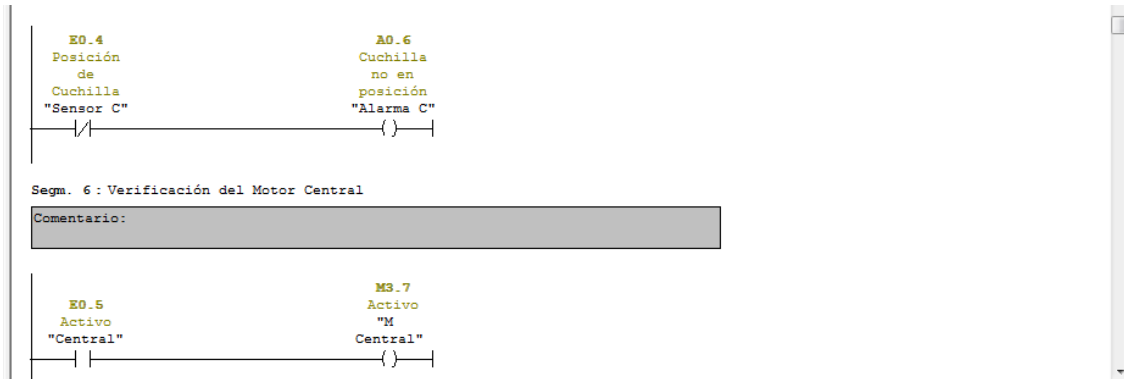 E0.4
Posición
de
Cuchilla
"Sensor C"
A0.6
Cuchilla
no en
posición
"Alarma C"
Segm. 6 : Verificación del Motor Central
Comentario:
E0.5
Activo
"Central"
M3.7
Activo
"M
Central"